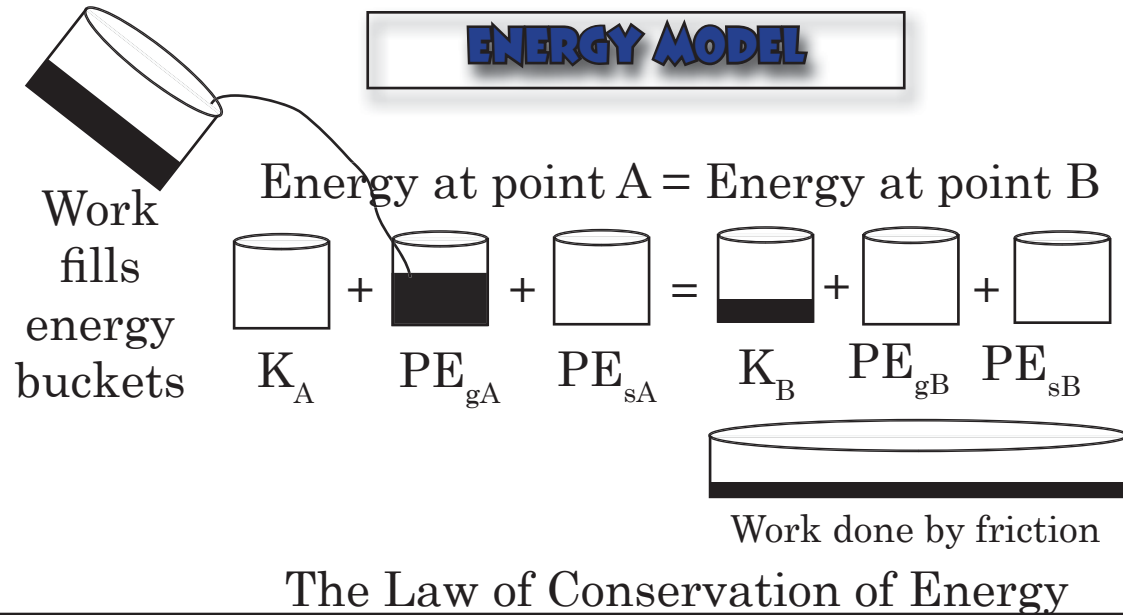 ENERGY MODEL
Energy at point A = Energy at point B
Work
fills
energy
buckets
+ + = + +
K_A PE_gA PE_sA K_B PE_gB PE_sB
Work done by friction
The Law of Conservation of Energy